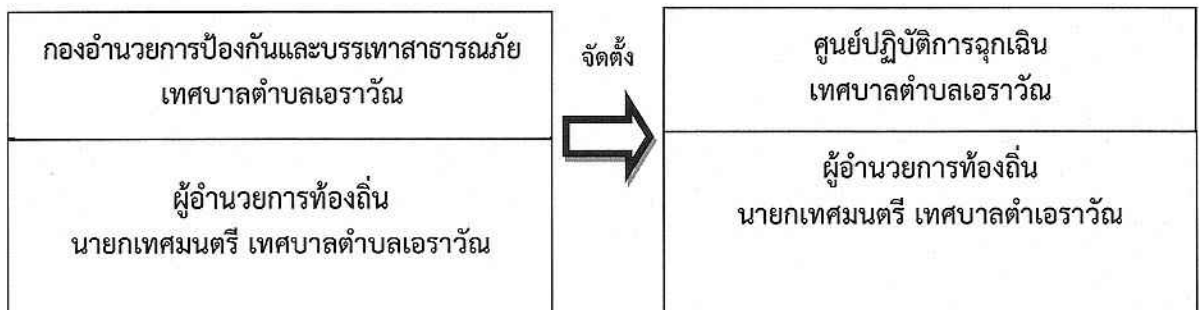 กองอำนวยการป้องกันและบรรเทาสาธารณภัย
เทศบาลตำบลเอราวัณ
ผู้อำนวยการท้องถิ่น
นายกเทศมนตรี เทศบาลตำบลเอราวัณ
จัดตั้ง
ศูนย์ปฏิบัติการฉุกเฉิน
เทศบาลตำบลเอราวัณ
ผู้อำนวยการท้องถิ่น
นายกเทศมนตรี เทศบาลตำเอราวัณ